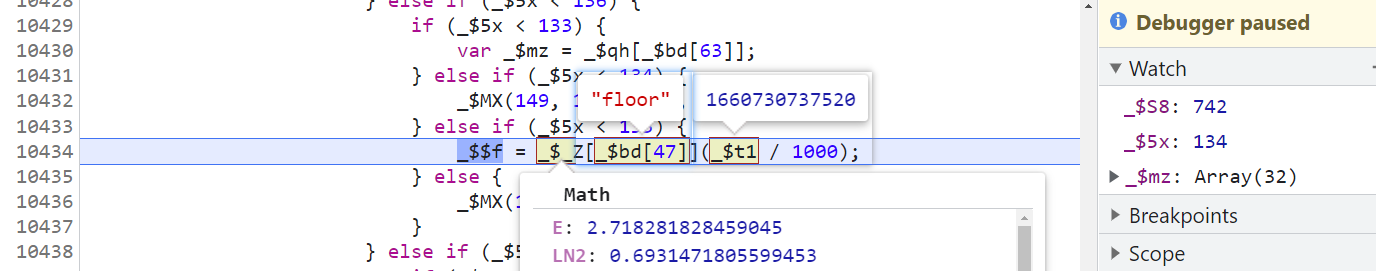 10428 } else if (_$5x < 136) {
10429 if (_$5x < 133) {
10430 var _$mz = _$qh[_$bd[63]];
10431 } else if (_$5x < 134) {
10432 _$MX(149,
10433 } else if (_$5x < 135) {
"floor"
1660730737520
10434 _$$f = _$_Z[_$bd[47]](_$t1 / 1000);
10435 } else {
10436 _$MX(1
10437 }
10438 } else if (_$5
Math
E: 2.718281828459045
LN2: 0.6931471805599453
Debugger paused
Watch
_$S8: 742
_$5x: 134
_$mz: Array(32)
Breakpoints
Scope